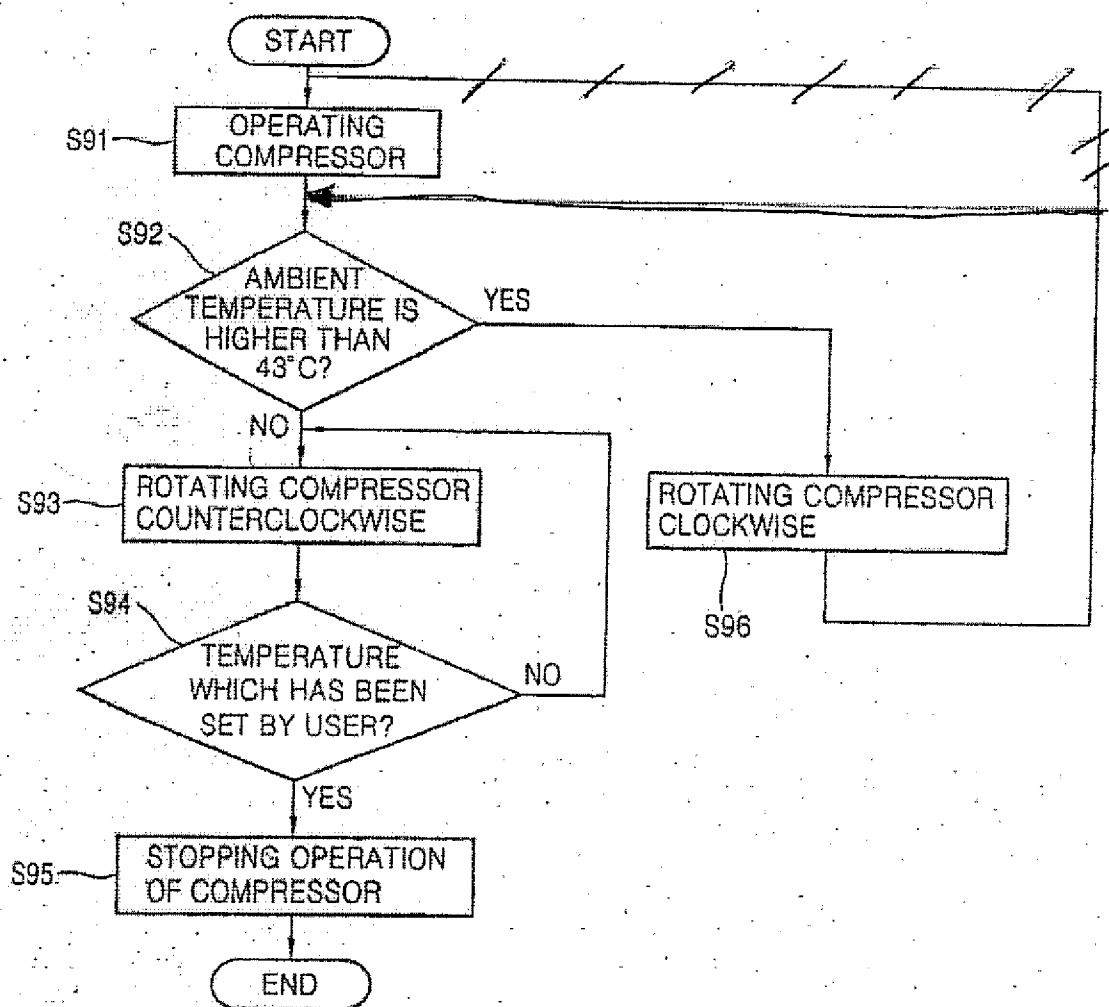 START
S91
OPERATING
COMPRESSOR
S92
AMBIENT
TEMPERATURE IS
HIGHER THAN
43°C?
YES
NO
S93
ROTATING COMPRESSOR
COUNTERCLOCKWISE
ROTATING COMPRESSOR
CLOCKWISE
S96
S94
TEMPERATURE
WHICH HAS BEEN
SET BY USER?
NO
YES
S95
STOPPING OPERATION
OF COMPRESSOR
END